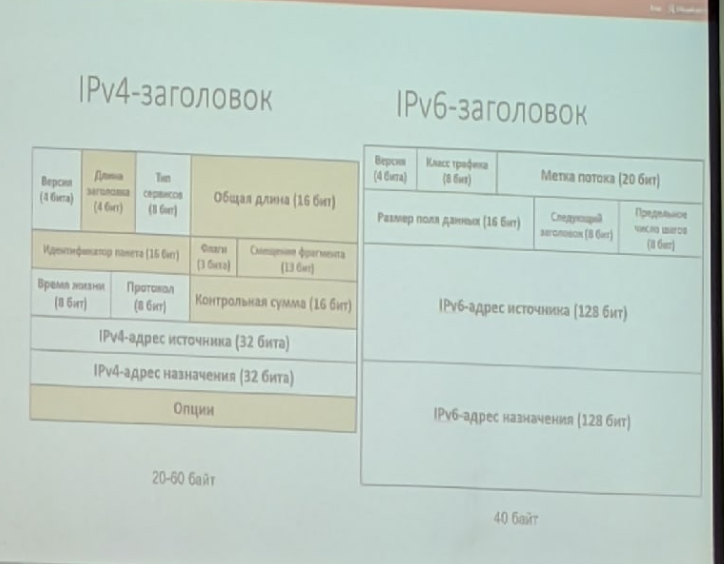 IPv4-заголовок
IPv6-заголовок
Версия
(4 бита)
Длина
заголовка
(4 бит)
Тип
сервисов
(8 бит)
Общая длина (16 бит)
Идентификатор пакета (16 бит)
Флаги
(3 бита)
Смещение фрагмента
(13 бит)
Время жизни
(8 бит)
Протокол
(8 бит)
Контрольная сумма (16 бит)
IPv4-адрес источника (32 бита)
IPv4-адрес назначения (32 бита)
Опции
20-60 байт
Версия
(4 бита)
Класс трафика
(8 бит)
Метка потока (20 бит)
Размер поля данных (16 бит)
Следующий
заголовок (8 бит)
Предельное
число шагов
(8 бит)
IPv6-адрес источника (128 бит)
IPv6-адрес назначения (128 бит)
40 байт